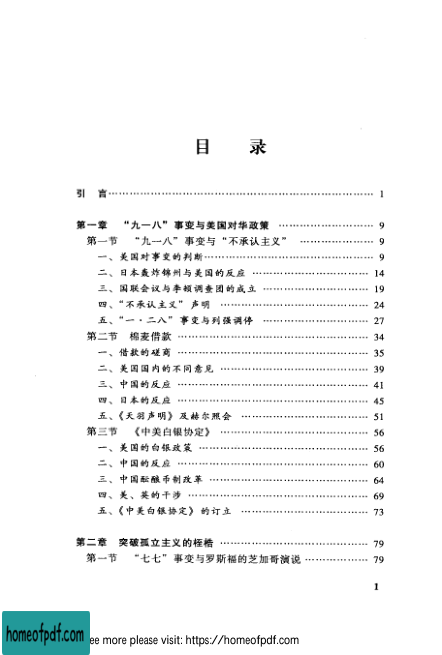 目 录
引 言 1
第一章 “九一八”事变与美国对华政策 9
第一节 “九一八”事变与“不承认主义” 9
一、美国对事变的判断 9
二、日本轰炸锦州与美国的反应 14
三、国联会议与李顿调查团的成立 19
四、“不承认主义”声明 24
五、“一·二八”事变与列强调停 27
第二节 棉麦借款 34
一、借款的磋商 35
二、美国国内的不同意见 39
三、中国的反应 41
四、日本的反应 45
五、《天羽声明》及赫尔照会 51
第三节 《中美白银协定》 56
一、美国的白银政策 56
二、中国的反应 60
三、中国酝酿币制改革 64
四、美、英的干涉 69
五、《中美白银协定》的订立 73
第二章 突破孤立主义的桎梏 79
第一节 “七七”事变与罗斯福的芝加哥演说 79
1
homeofpdf.com
ee more please visit: https://homeofpdf.com